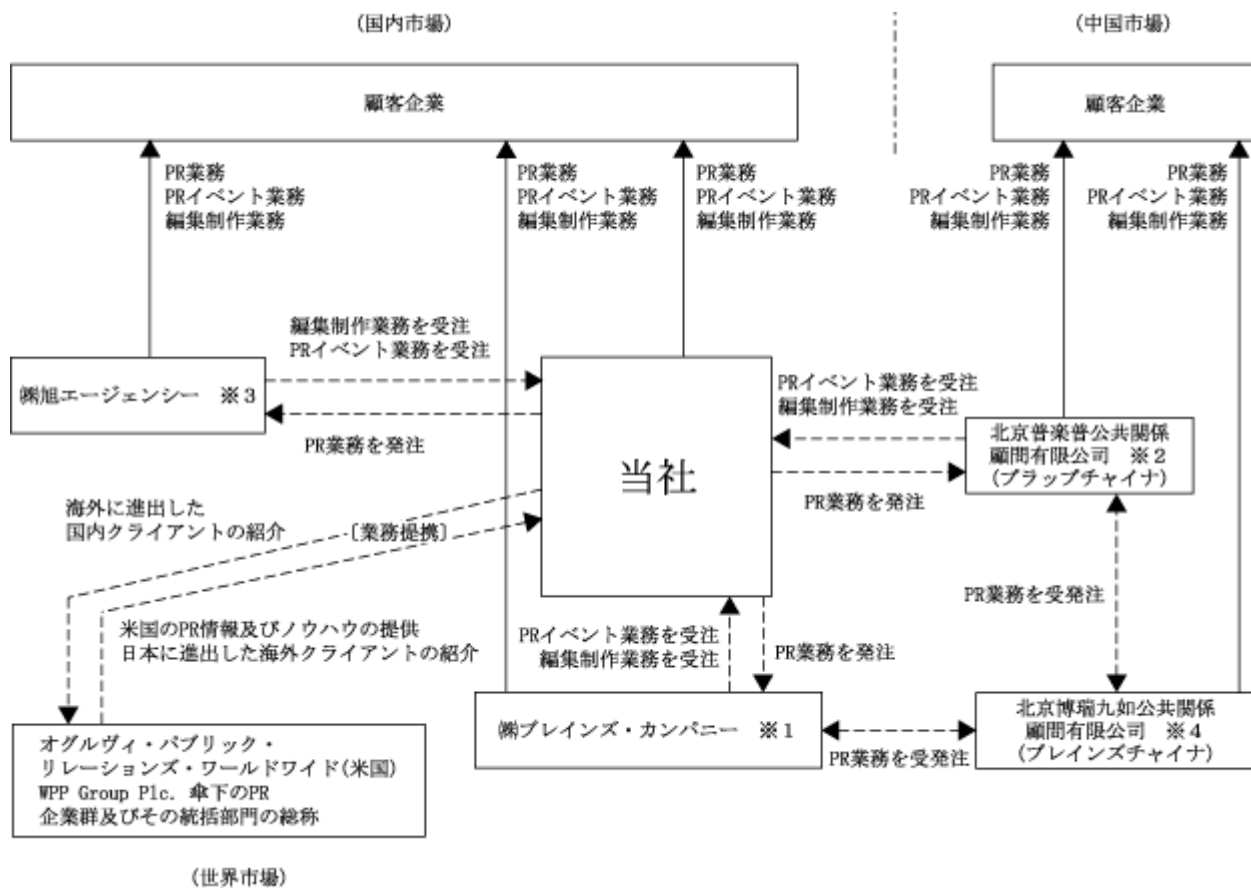 (国内市場)
(中国市場)
顧客企業
顧客企業
PR業務
PRイベント業務
編集制作業務
PR業務
PRイベント業務
編集制作業務
PR業務
PRイベント業務
編集制作業務
PR業務
PRイベント業務
編集制作業務
PR業務
PRイベント業務
編集制作業務
編集制作業務を受注
PRイベント業務を受注
㈱旭エージェンシー ※3
PR業務を発注
当社
PRイベント業務を受注
編集制作業務を受注
北京普楽普公共関係
顧問有限公司 ※2
(プラップチャイナ)
PR業務を発注
海外に進出した
国内クライアントの紹介
[業務提携]
米国のPR情報及びノウハウの提供
日本に進出した海外クライアントの紹介
PRイベント業務を受注
編集制作業務を受注
PR業務を発注
PR業務を受発注
㈱ブレインズ・カンパニー ※1
PR業務を受発注
北京博瑞九如公共関係
顧問有限公司 ※4
(ブレインズチャイナ)
オグルヴィ・パブリック・
リレーションズ・ワールドワイド(米国)
WPP Group Plc. 傘下のPR
企業群及びその統括部門の総称
(世界市場)